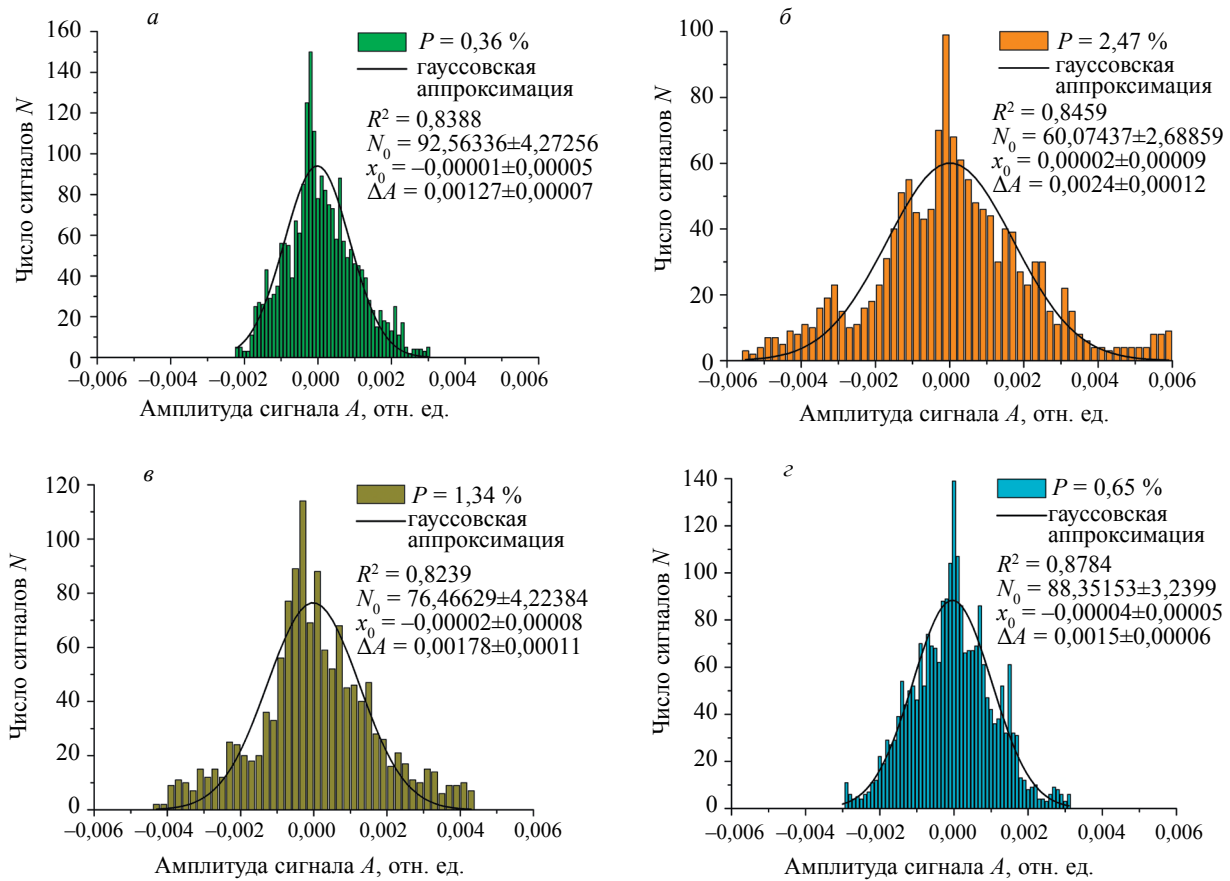 а
Число сигналов N
160
140
120
100
80
60
40
20
0
–0,006 –0,004 –0,002 0,000 0,002 0,004 0,006
Амплитуда сигнала A, отн. ед.
P = 0,36 %
гауссовская
аппроксимация
R² = 0,8388
N₀ = 92,56336±4,27256
x₀ = –0,00001±0,00005
ΔA = 0,00127±0,00007
б
Число сигналов N
100
80
60
40
20
0
–0,006 –0,004 –0,002 0,000 0,002 0,004 0,006
Амплитуда сигнала A, отн. ед.
P = 2,47 %
гауссовская
аппроксимация
R² = 0,8459
N₀ = 60,07437±2,68859
x₀ = 0,00002±0,00009
ΔA = 0,0024±0,00012
в
Число сигналов N
120
100
80
60
40
20
0
–0,006 –0,004 –0,002 0,000 0,002 0,004 0,006
Амплитуда сигнала A, отн. ед.
P = 1,34 %
гауссовская
аппроксимация
R² = 0,8239
N₀ = 76,46629±4,22384
x₀ = –0,00002±0,00008
ΔA = 0,00178±0,00011
г
Число сигналов N
140
120
100
80
60
40
20
0
–0,006 –0,004 –0,002 0,000 0,002 0,004 0,006
Амплитуда сигнала A, отн. ед.
P = 0,65 %
гауссовская
аппроксимация
R² = 0,8784
N₀ = 88,35153±3,2399
x₀ = –0,00004±0,00005
ΔA = 0,0015±0,00006